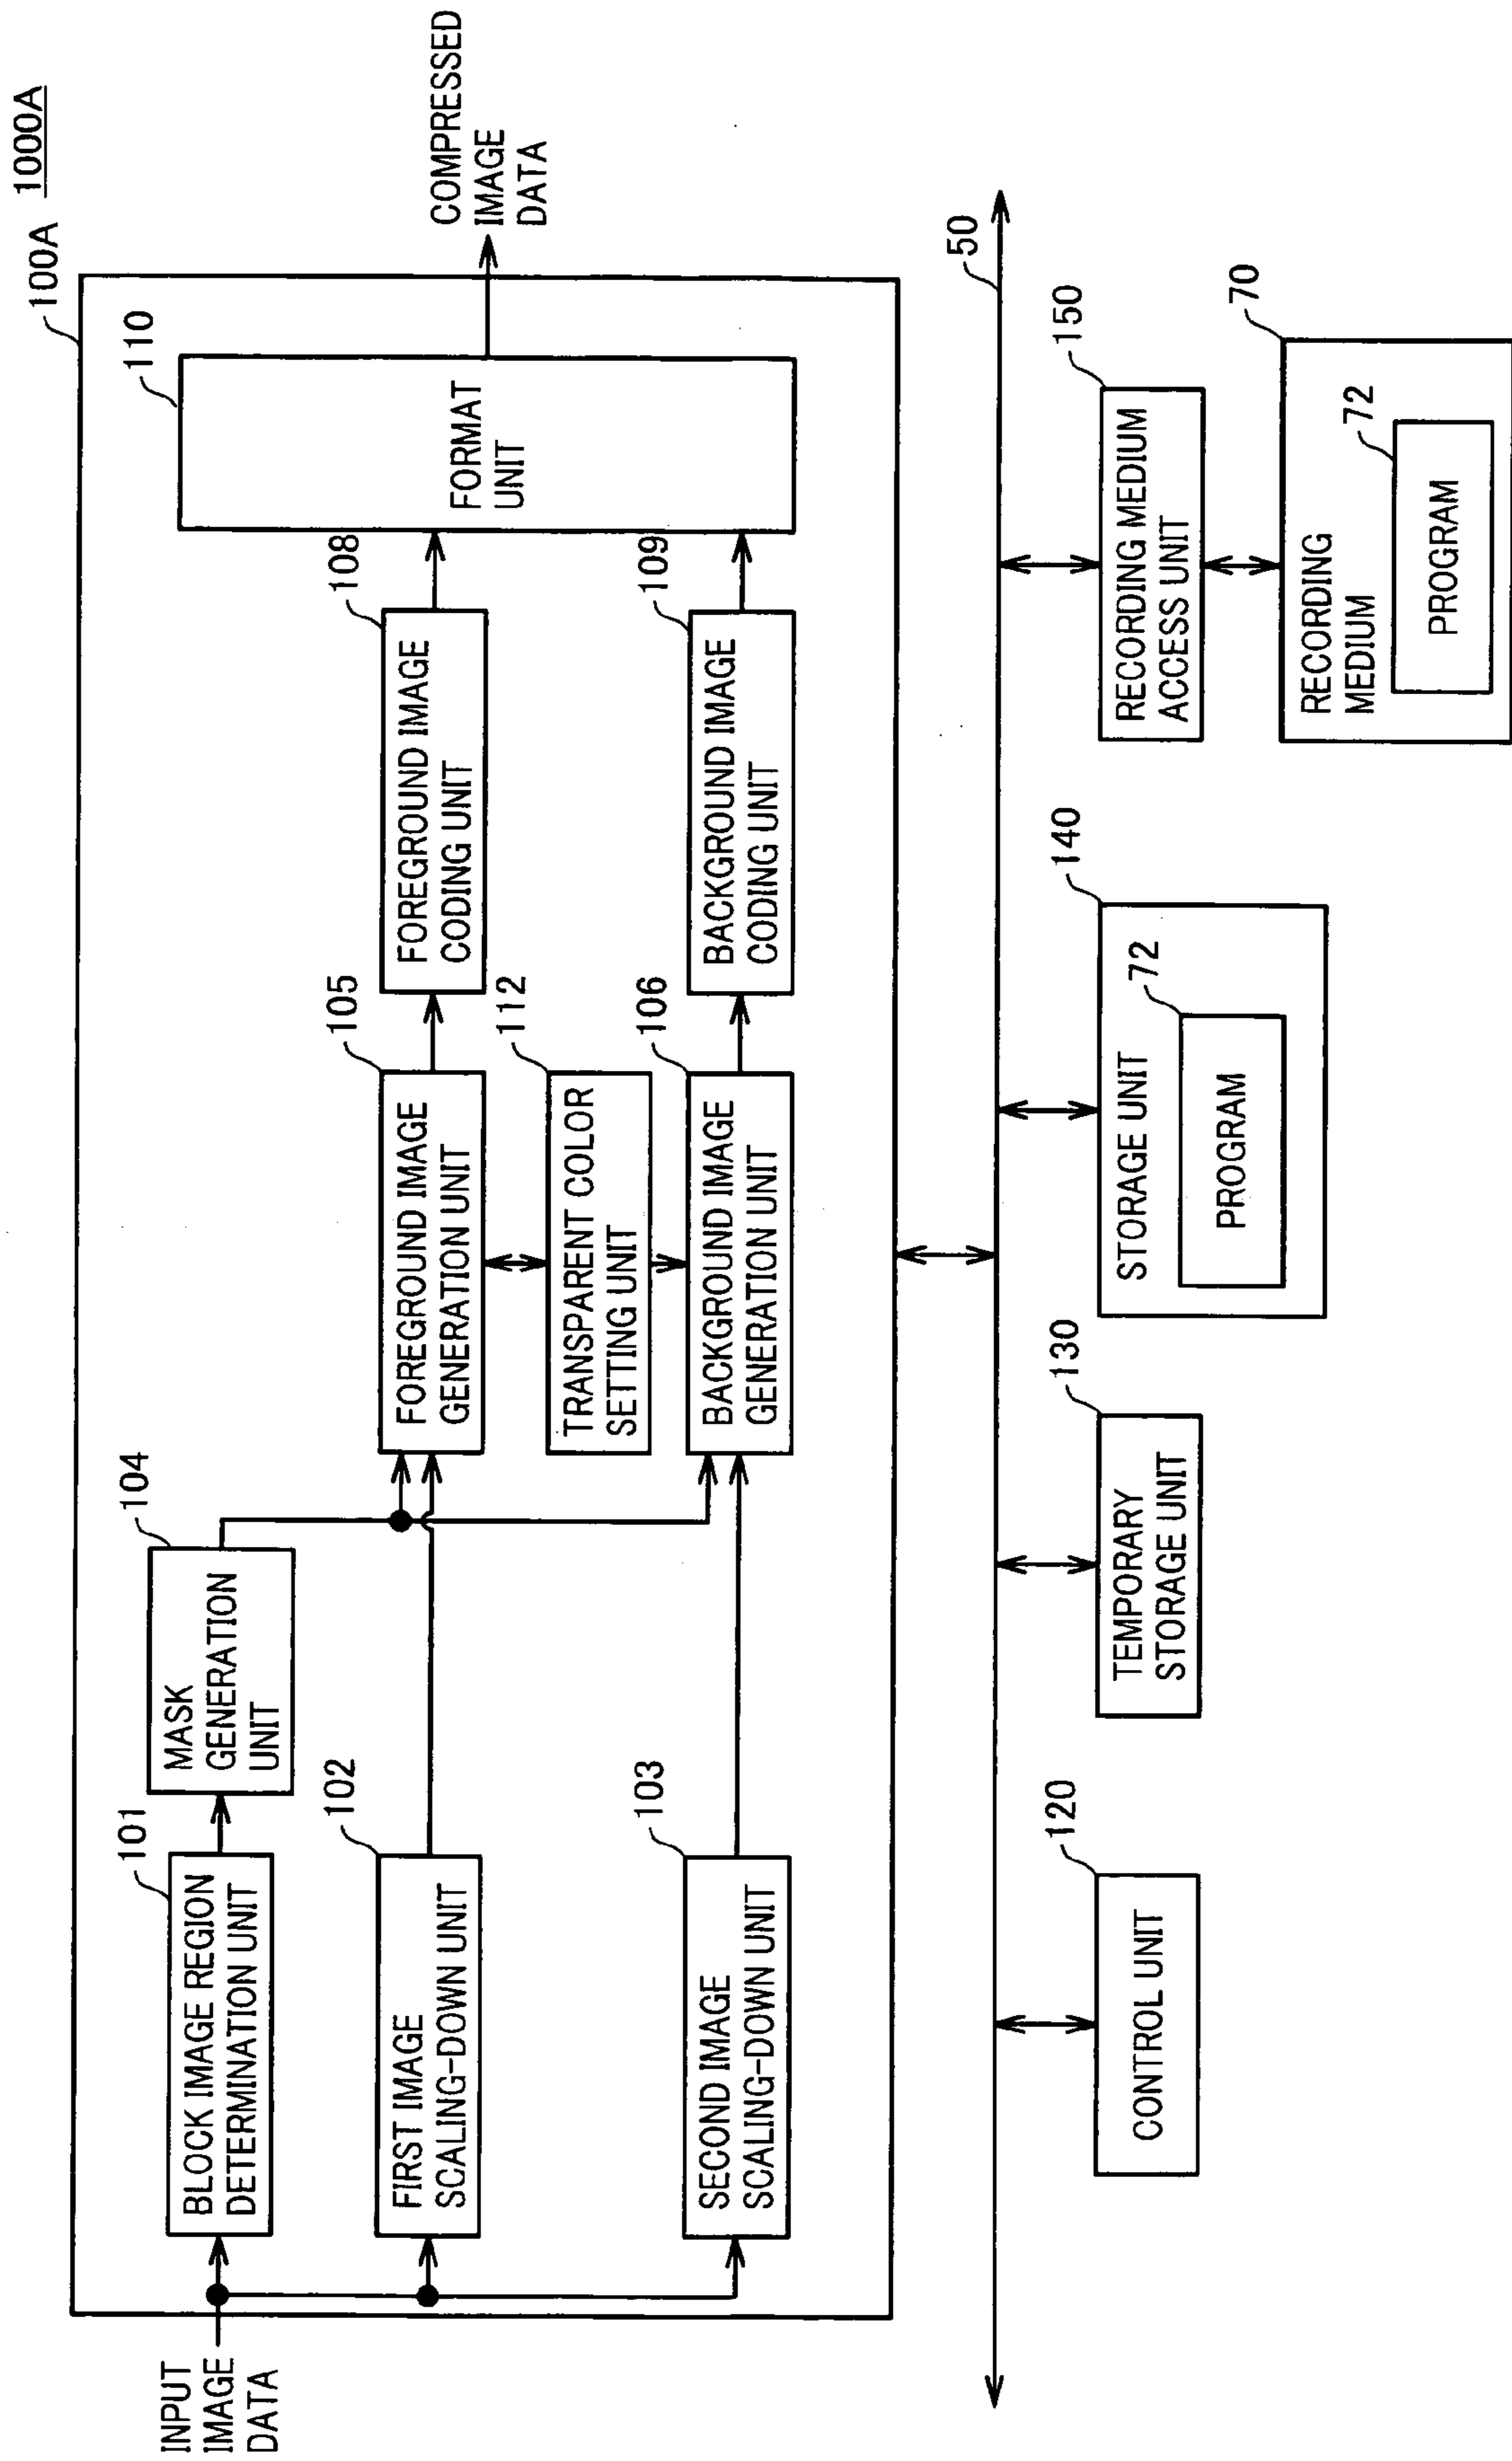 1000A
100A
INPUT
IMAGE
DATA
101
BLOCK IMAGE REGION
DETERMINATION UNIT
104
MASK
GENERATION
UNIT
102
FIRST IMAGE
SCALING-DOWN UNIT
103
SECOND IMAGE
SCALING-DOWN UNIT
105
FOREGROUND IMAGE
GENERATION UNIT
112
TRANSPARENT COLOR
SETTING UNIT
106
BACKGROUND IMAGE
GENERATION UNIT
108
FOREGROUND IMAGE
CODING UNIT
109
BACKGROUND IMAGE
CODING UNIT
110
FORMAT
UNIT
COMPRESSED
IMAGE
DATA
50
120
CONTROL UNIT
130
TEMPORARY
STORAGE UNIT
140
STORAGE UNIT
72
PROGRAM
150
RECORDING MEDIUM
ACCESS UNIT
70
RECORDING
MEDIUM
72
PROGRAM